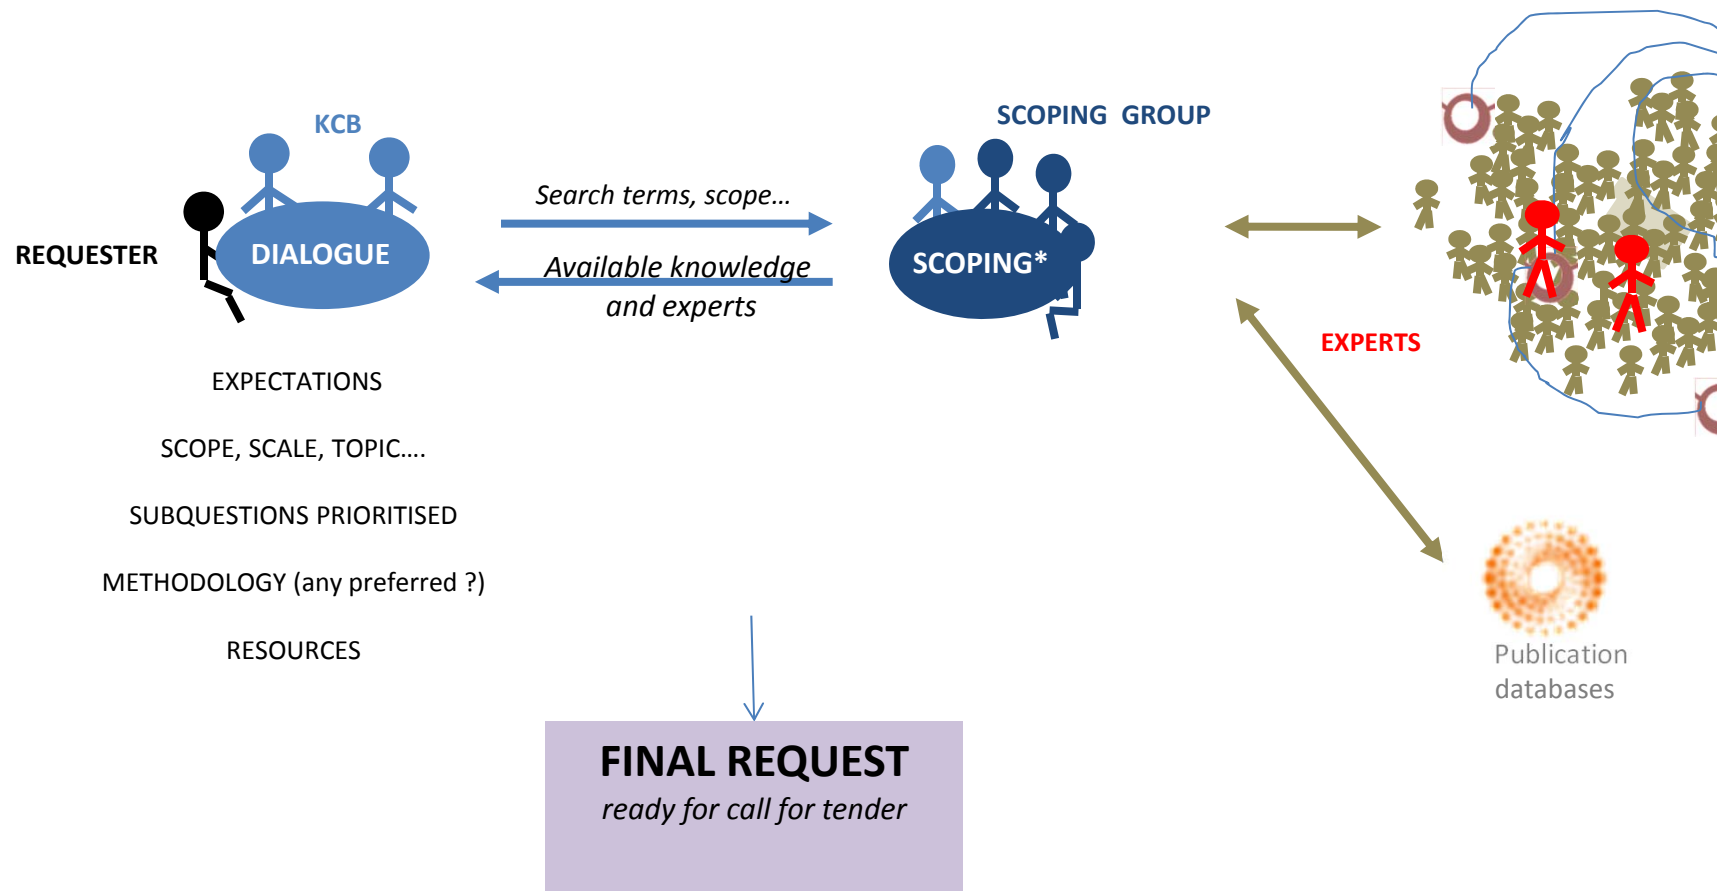 KCB
SCOPING GROUP
REQUESTER
DIALOGUE
Search terms, scope...
Available knowledge
and experts
SCOPING*
EXPERTS
EXPECTATIONS
SCOPE, SCALE, TOPIC....
SUBQUESTIONS PRIORITISED
METHODOLOGY (any preferred ?)
RESOURCES
Publication
databases
FINAL REQUEST
ready for call for tender